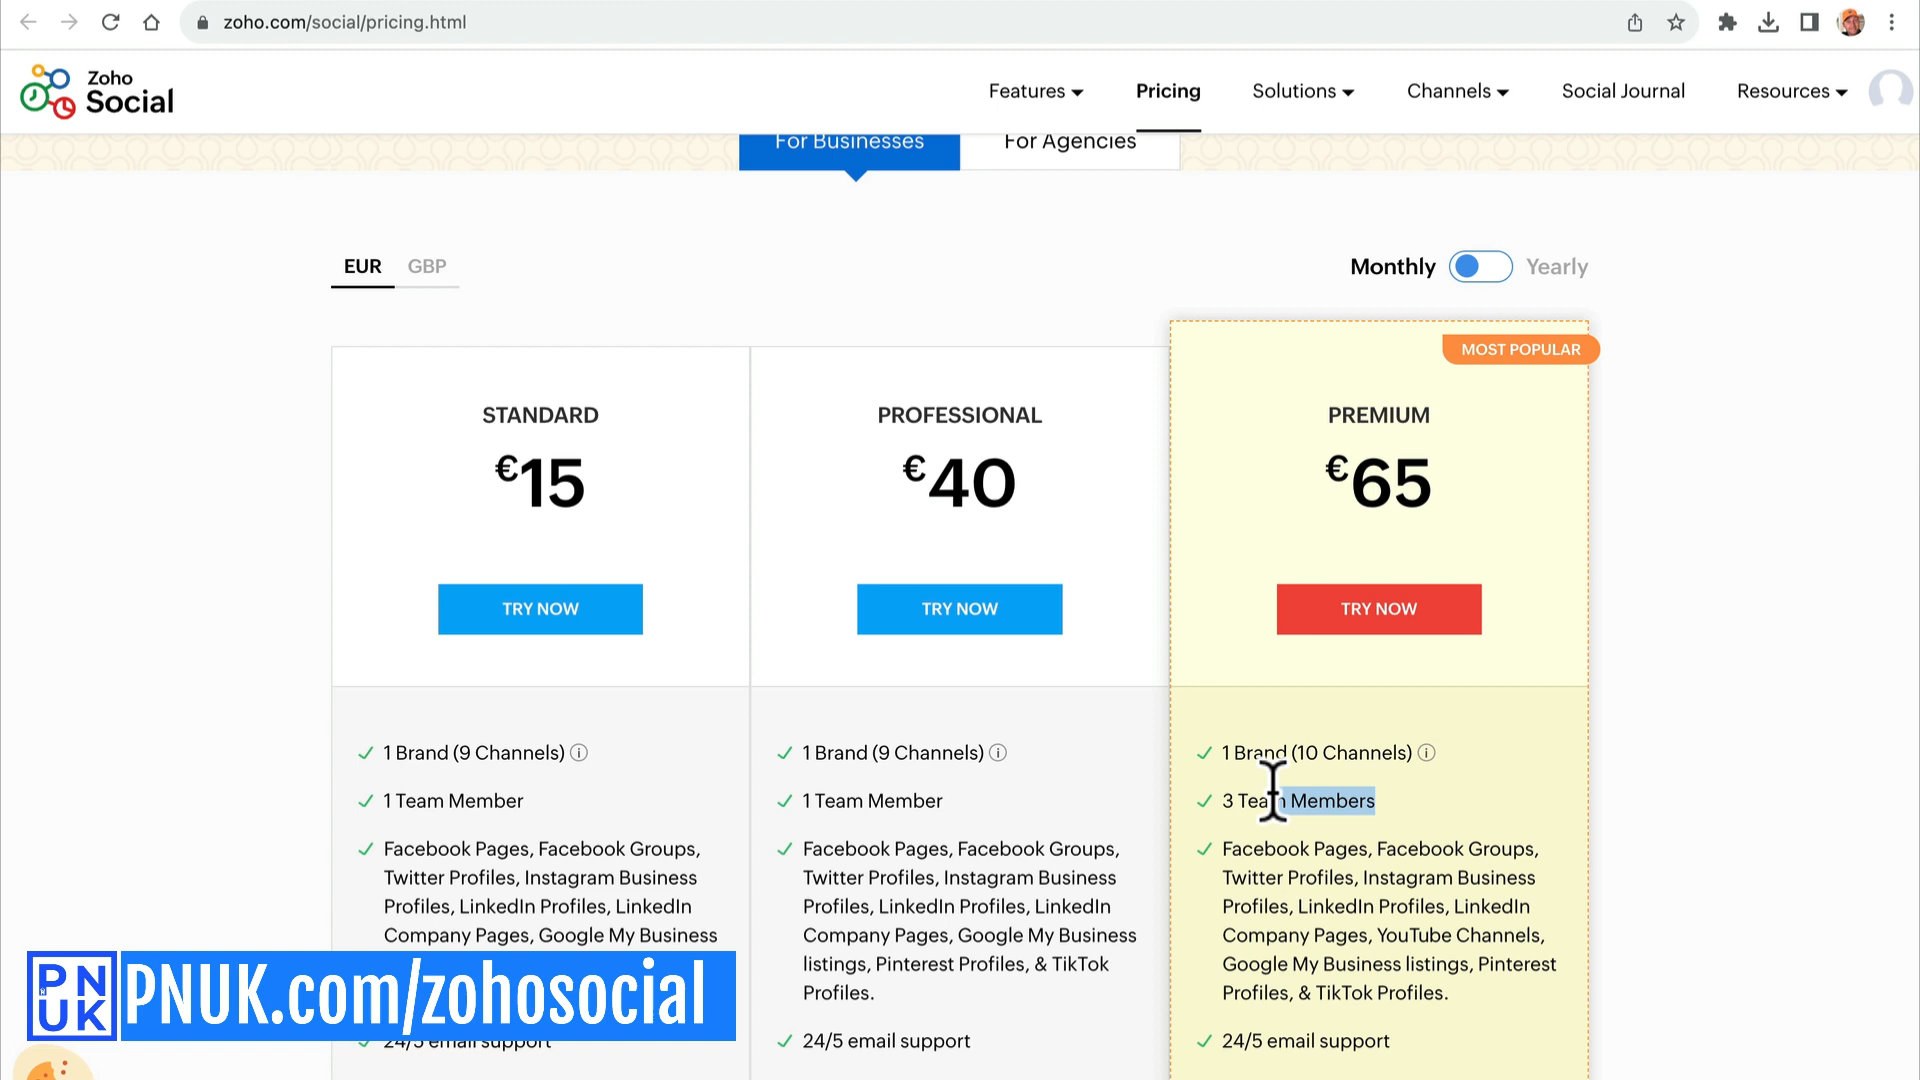 zoho.com/social/pricing.html
Zoho
Social
Features
Pricing
Solutions
Channels
Social Journal
Resources
For Businesses
For Agencies
EUR
GBP
Monthly
Yearly
MOST POPULAR
STANDARD
€15
TRY NOW
1 Brand (9 Channels)
1 Team Member
Facebook Pages, Facebook Groups,
Twitter Profiles, Instagram Business
Profiles, LinkedIn Profiles, LinkedIn
Company Pages, Google My Business
24/5 email support
PROFESSIONAL
€40
TRY NOW
1 Brand (9 Channels)
1 Team Member
Facebook Pages, Facebook Groups,
Twitter Profiles, Instagram Business
Profiles, LinkedIn Profiles, LinkedIn
Company Pages, Google My Business
listings, Pinterest Profiles, & TikTok
Profiles.
24/5 email support
PREMIUM
€65
TRY NOW
1 Brand (10 Channels)
3 Team Members
Facebook Pages, Facebook Groups,
Twitter Profiles, Instagram Business
Profiles, LinkedIn Profiles, LinkedIn
Company Pages, YouTube Channels,
Google My Business listings, Pinterest
Profiles, & TikTok Profiles.
24/5 email support
PN
UK
PNUK.com/zohosocial